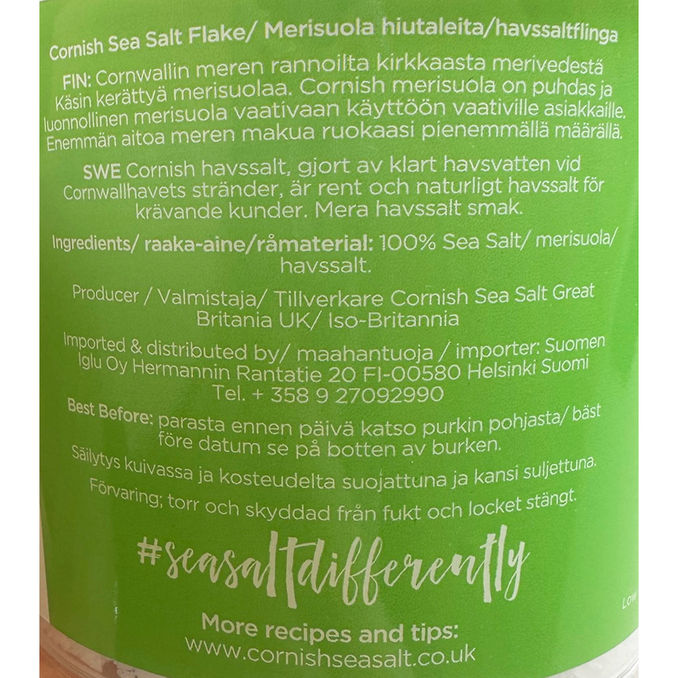 Cornish Sea Salt Flake/ Merisuola hiutaleita/havssaltflinga
FIN: Cornwallin meren rannoilta kirkkaasta merivedestä
Käsin kerättyä merisuolaa. Cornish merisuola on puhdas ja
luonnollinen merisuola vaativaan käyttöön vaativille asiakkaille.
Enemmän aitoa meren makua ruokaasi pienemmällä määrällä.
SWE Cornish havssalt, gjort av klart havsvatten vid
Cornwallhavets stränder, är rent och naturligt havssalt för
krävande kunder. Mera havssalt smak.
Ingredients/ raaka-aine/råmaterial: 100% Sea Salt/ merisuola/
havssalt.
Producer / Valmistaja/ Tillverkare Cornish Sea Salt Great
Britania UK/ Iso-Britannia
Imported & distributed by/ maahantuoja / importer: Suomen
Iglu Oy Hermannin Rantatie 20 FI-00580 Helsinki Suomi
Tel. + 358 9 27092990
Best Before: parasta ennen päivä katso purkin pohjasta/ bäst
före datum se på botten av burken.
Säilytys kuivassa ja kosteudelta suojattuna ja kansi suljettuna.
Förvaring; torr och skyddad från fukt och locket stängt.
#seasaltdifferently
More recipes and tips:
www.cornishseasalt.co.uk